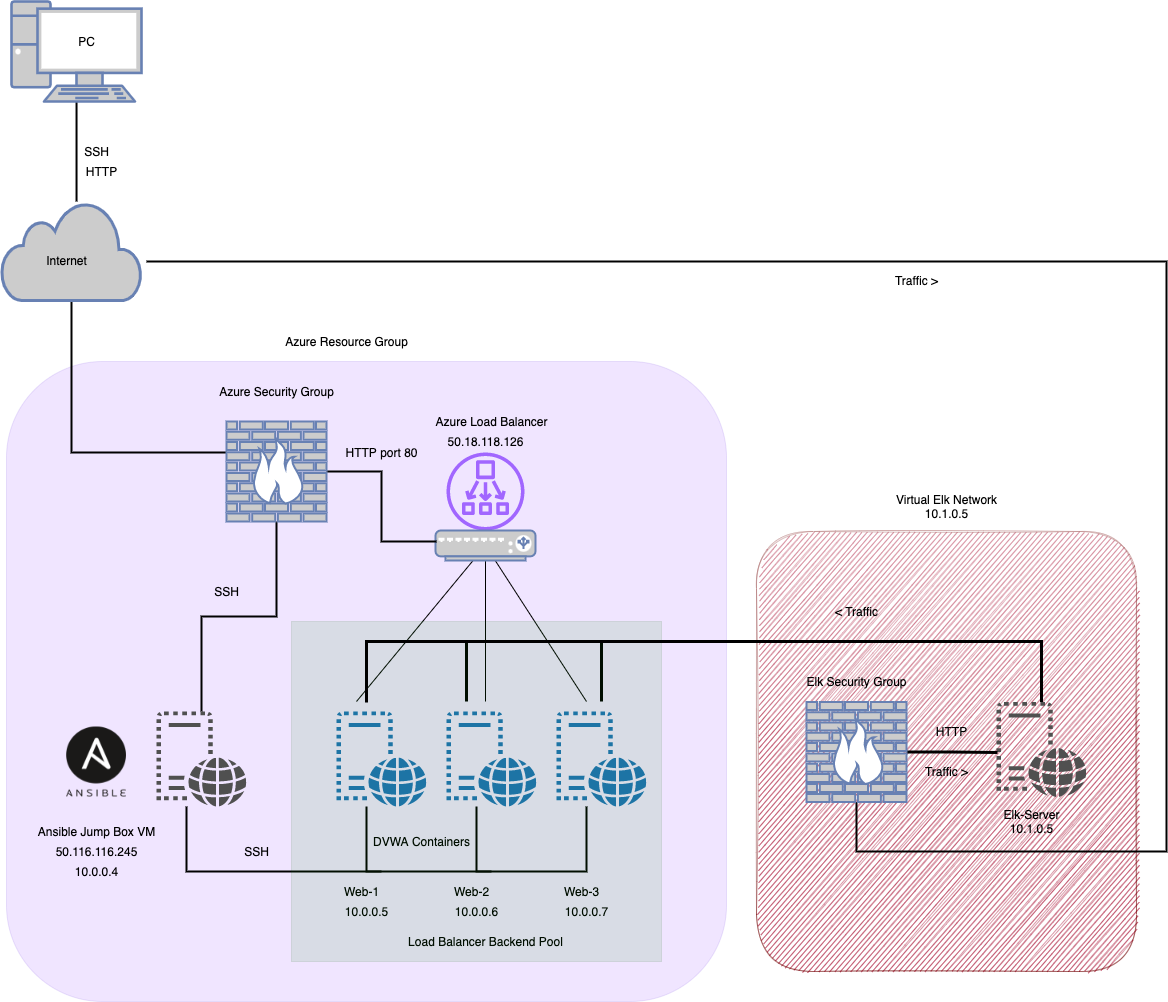 PC
SSH
HTTP
Internet
Traffic >
Azure Resource Group
Azure Security Group
Azure Load Balancer
50.18.118.126
HTTP port 80
Virtual Elk Network
10.1.0.5
SSH
< Traffic
Elk Security Group
HTTP
Traffic >
A
ANSIBLE
Elk-Server
10.1.0.5
Ansible Jump Box VM
50.116.116.245
10.0.0.4
SSH
DVWA Containers
Web-1
10.0.0.5
Web-2
10.0.0.6
Web-3
10.0.0.7
Load Balancer Backend Pool